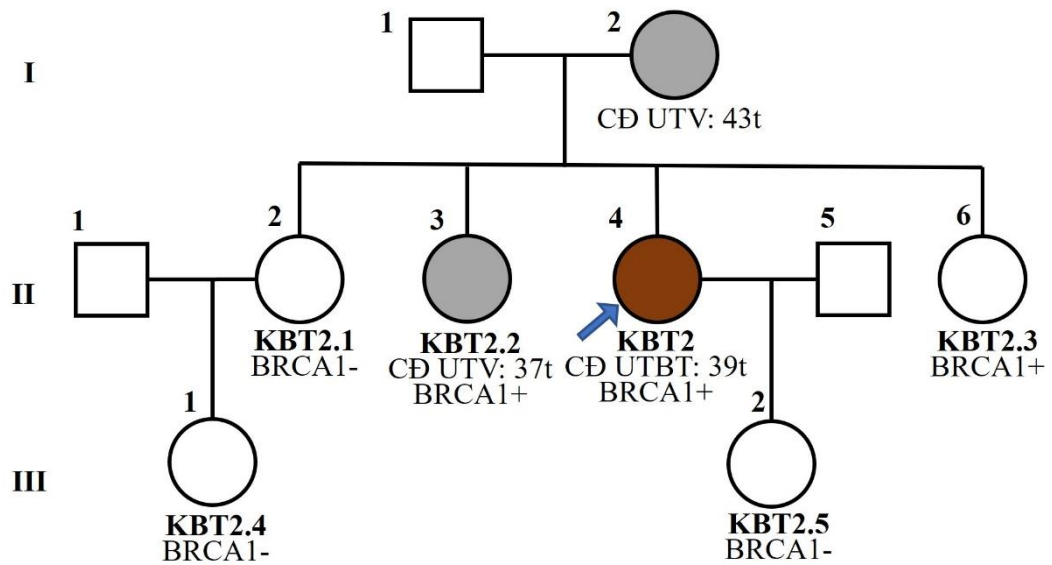 1
2
I
CĐ UTV: 43t
1
2
3
4
5
6
II
KBT2.1
BRCA1-
KBT2.2
CĐ UTV: 37t
BRCA1+
KBT2
CĐ UTBT: 39t
BRCA1+
KBT2.3
BRCA1+
1
2
III
KBT2.4
BRCA1-
KBT2.5
BRCA1-